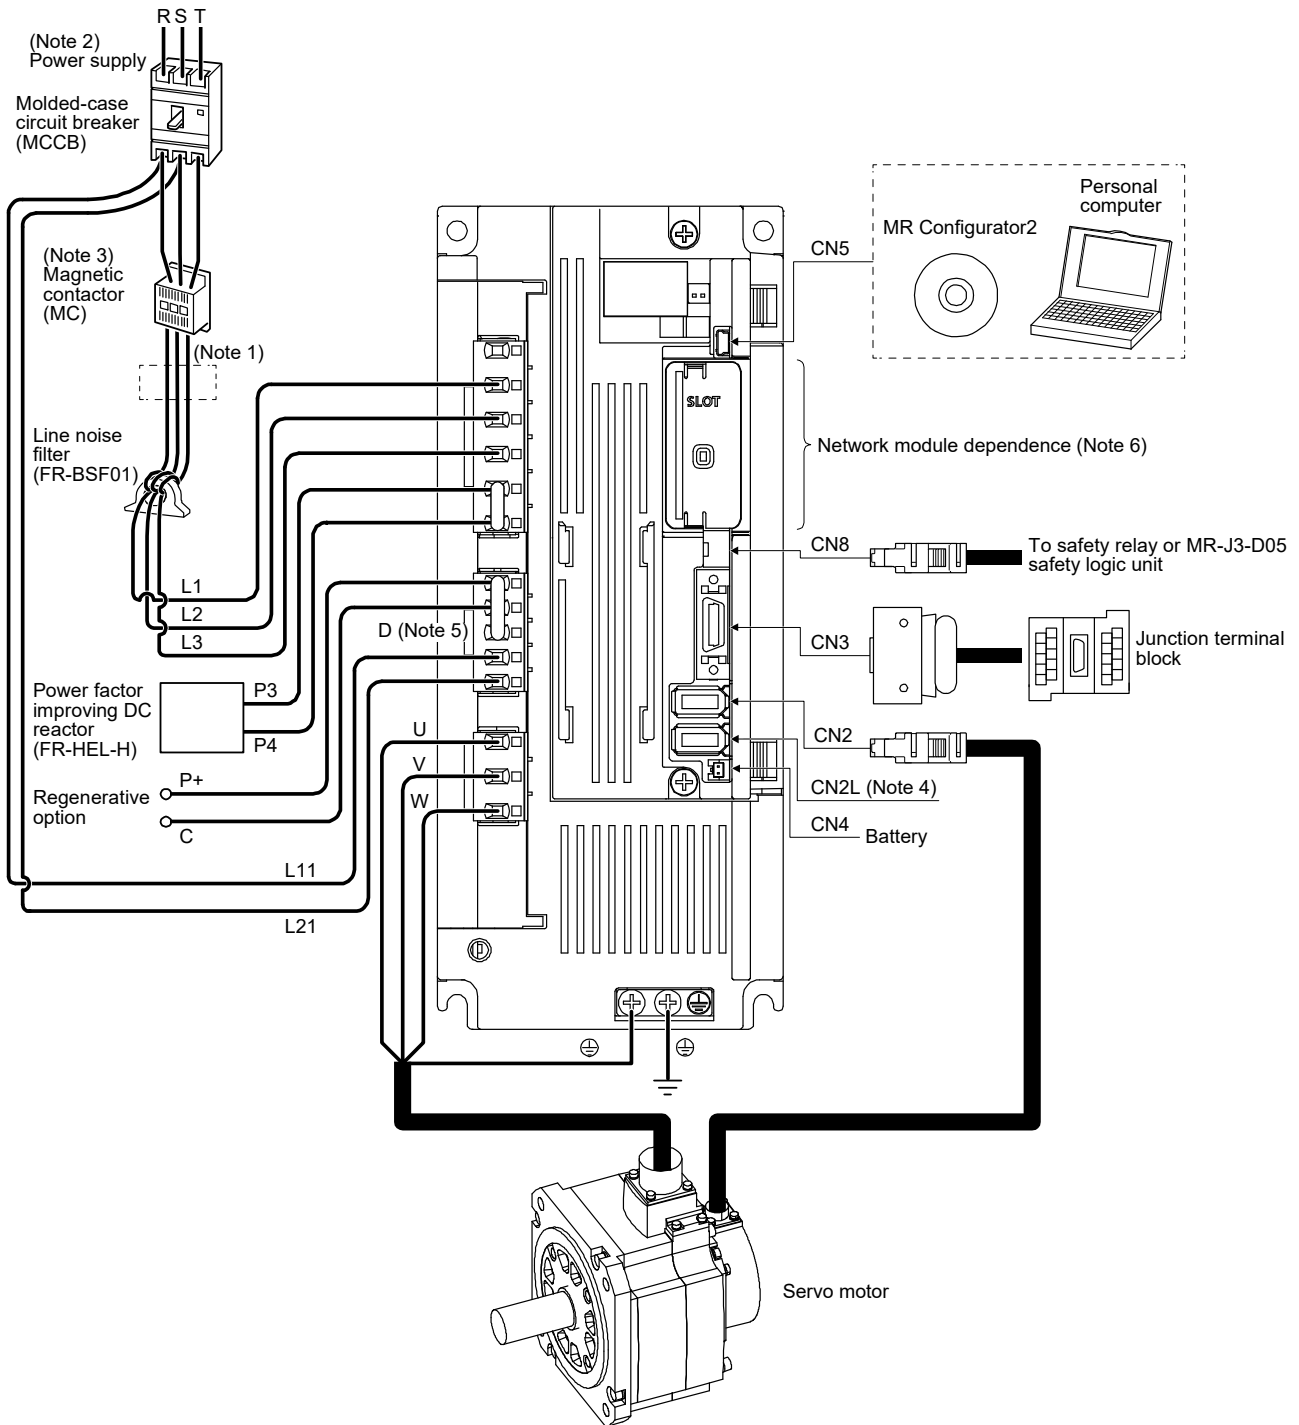 R S T
(Note 2)
Power supply
Molded-case
circuit breaker
(MCCB)
(Note 3)
Magnetic
contactor
(MC)
(Note 1)
Line noise
filter
(FR-BSF01)
L1
L2
L3
D (Note 5)
Power factor
improving DC
reactor
(FR-HEL-H)
P3
P4
Regenerative
option
P+
C
L11
L21
U
V
W
SLOT
CN5
MR Configurator2
Personal
computer
Network module dependence (Note 6)
CN8
To safety relay or MR-J3-D05
safety logic unit
CN3
Junction terminal
block
CN2
CN2L (Note 4)
CN4
Battery
Servo motor